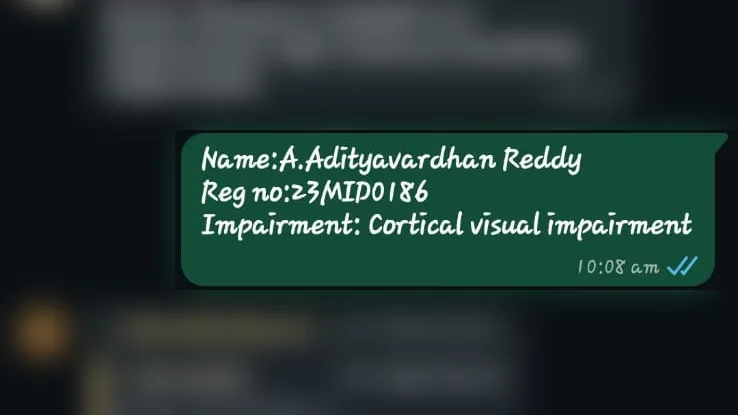 Name:A.Adityavardhan Reddy
Reg no:23MID0186
Impairment: Cortical visual impairment
10:08 am